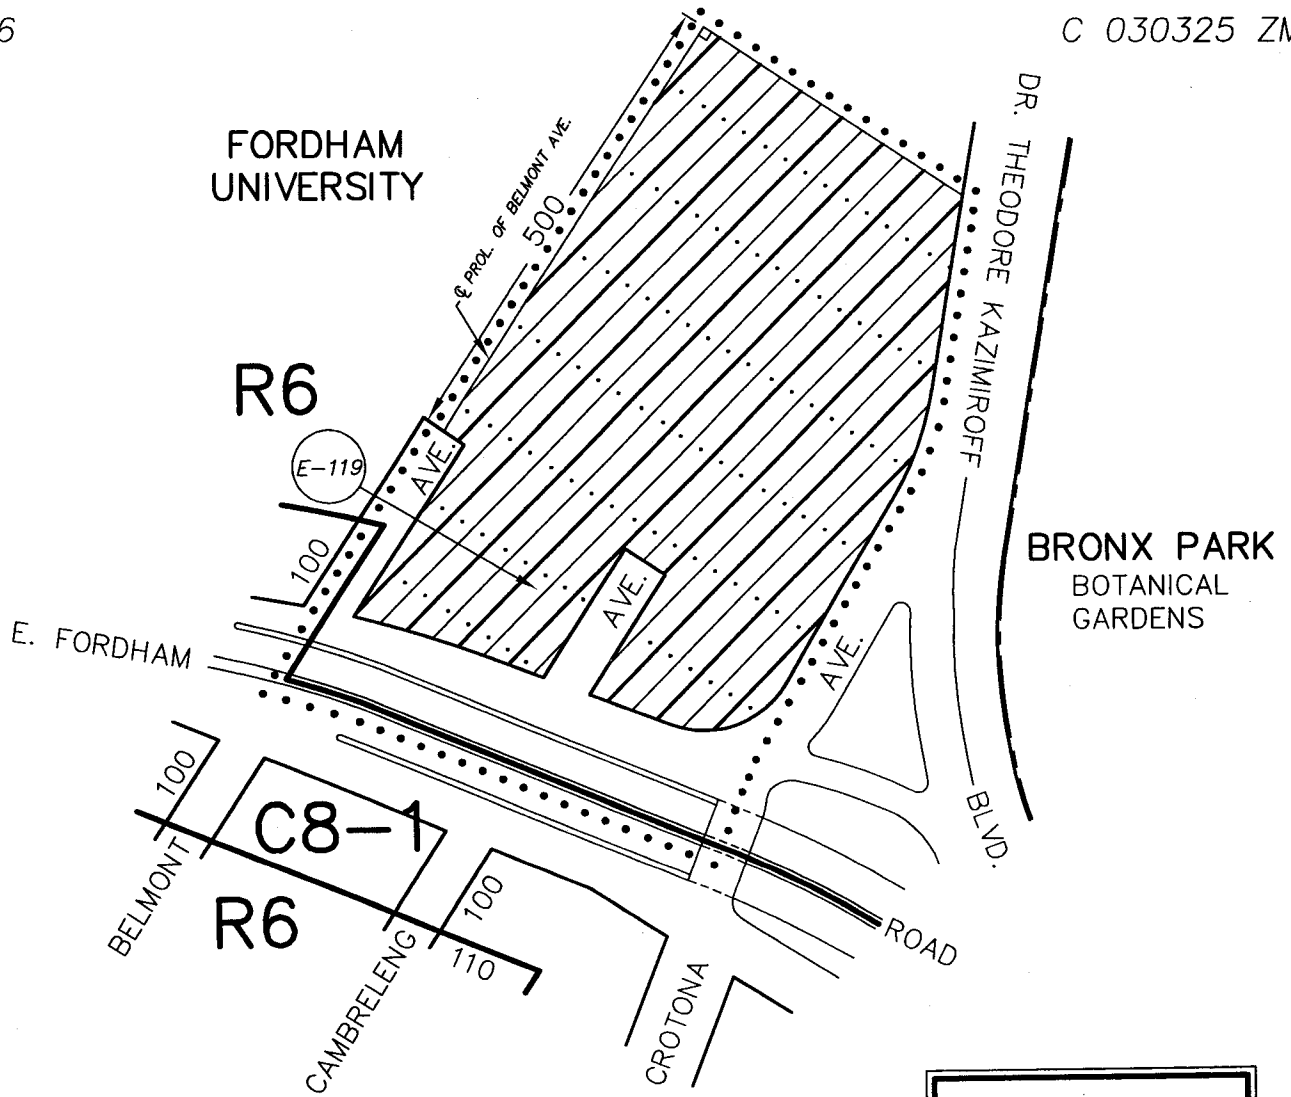 6
C 030325 ZM
FORDHAM
UNIVERSITY
℄ PROL. OF BELMONT AVE.
500
DR. THEODORE KAZIMIROFF
BLVD.
R6
E-119
AVE.
100
AVE.
AVE.
BRONX PARK
BOTANICAL
GARDENS
E. FORDHAM
ROAD
100
C8-1
BELMONT
R6
100
110
CAMBRELENG
CROTONA